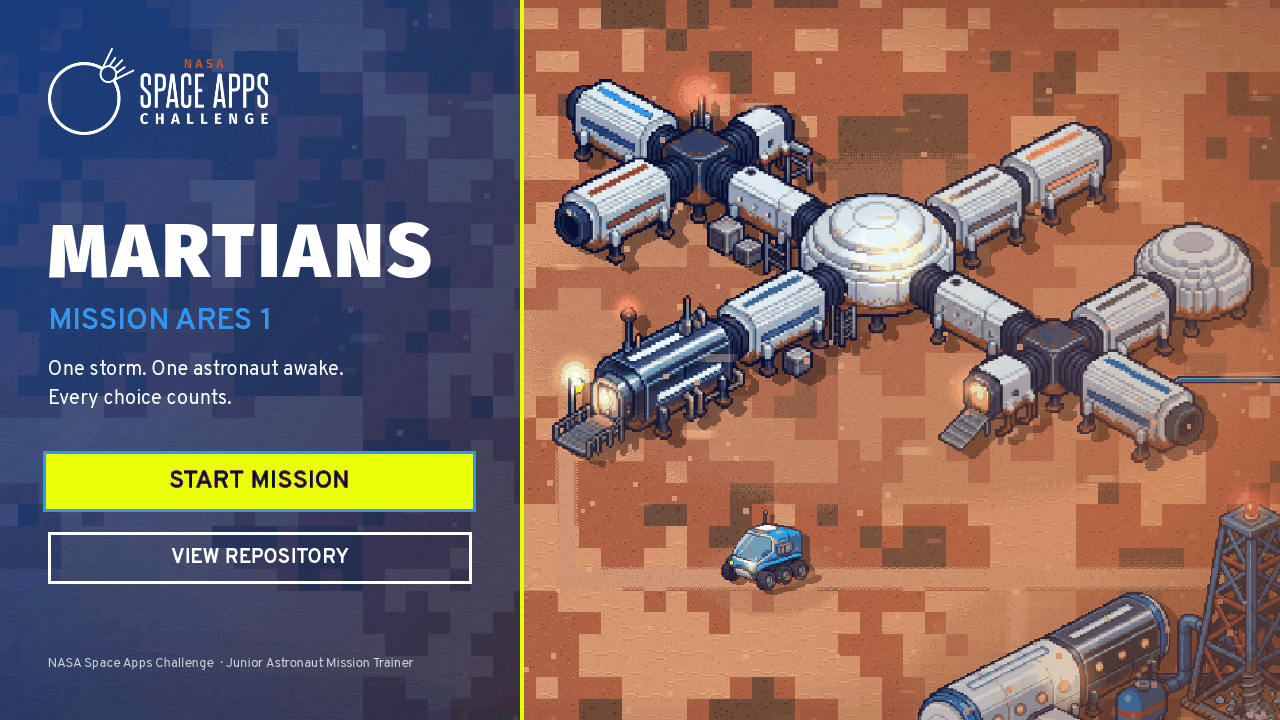 NASA
SPACE APPS
CHALLENGE
MARTIANS
MISSION ARES 1
One storm. One astronaut awake.
Every choice counts.
START MISSION
VIEW REPOSITORY
NASA Space Apps Challenge · Junior Astronaut Mission Trainer